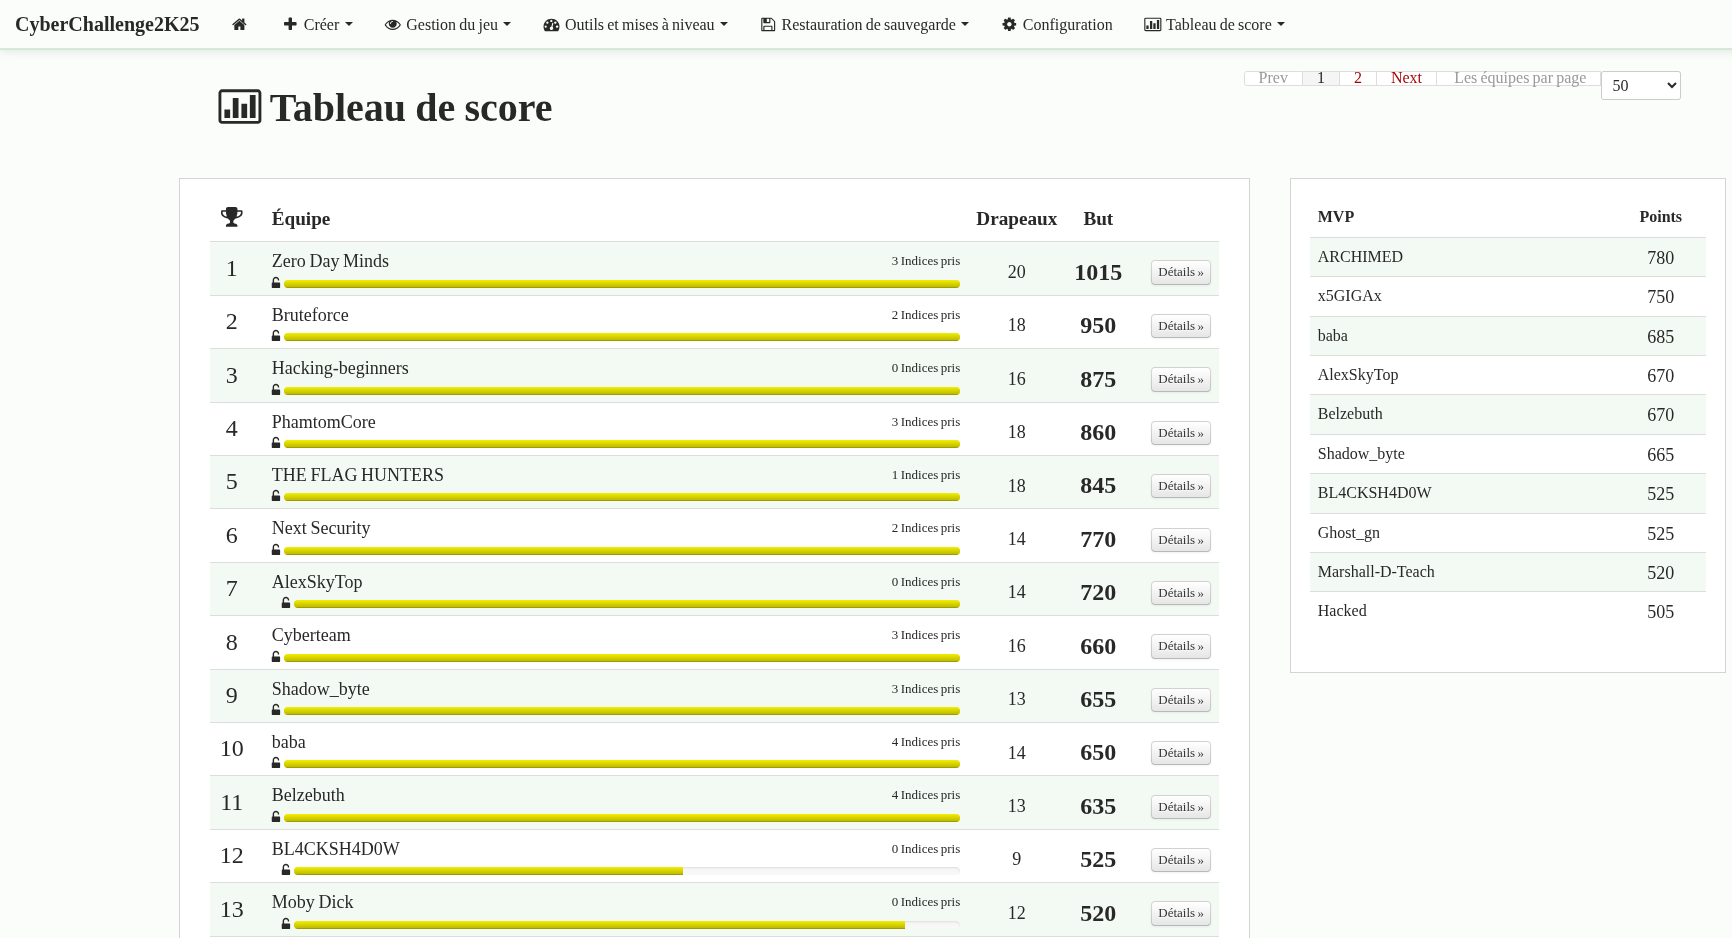 CyberChallenge2K25 Créer Gestion du jeu Outils et mises à niveau Restauration de sauvegarde Configuration Tableau de score
Prev 1 2 Next Les équipes par page 50
Tableau de score
Équipe Drapeaux But
1 Zero Day Minds 3 Indices pris 20 1015 Détails »
2 Bruteforce 2 Indices pris 18 950 Détails »
3 Hacking-beginners 0 Indices pris 16 875 Détails »
4 PhamtomCore 3 Indices pris 18 860 Détails »
5 THE FLAG HUNTERS 1 Indices pris 18 845 Détails »
6 Next Security 2 Indices pris 14 770 Détails »
7 AlexSkyTop 0 Indices pris 14 720 Détails »
8 Cyberteam 3 Indices pris 16 660 Détails »
9 Shadow_byte 3 Indices pris 13 655 Détails »
10 baba 4 Indices pris 14 650 Détails »
11 Belzebuth 4 Indices pris 13 635 Détails »
12 BL4CKSH4D0W 0 Indices pris 9 525 Détails »
13 Moby Dick 0 Indices pris 12 520 Détails »
MVP Points
ARCHIMED 780
x5GIGAx 750
baba 685
AlexSkyTop 670
Belzebuth 670
Shadow_byte 665
BL4CKSH4D0W 525
Ghost_gn 525
Marshall-D-Teach 520
Hacked 505